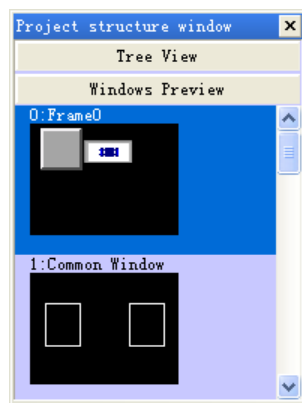 Project structure window
Tree View
Windows Preview
0:Frame0
1:Common Window